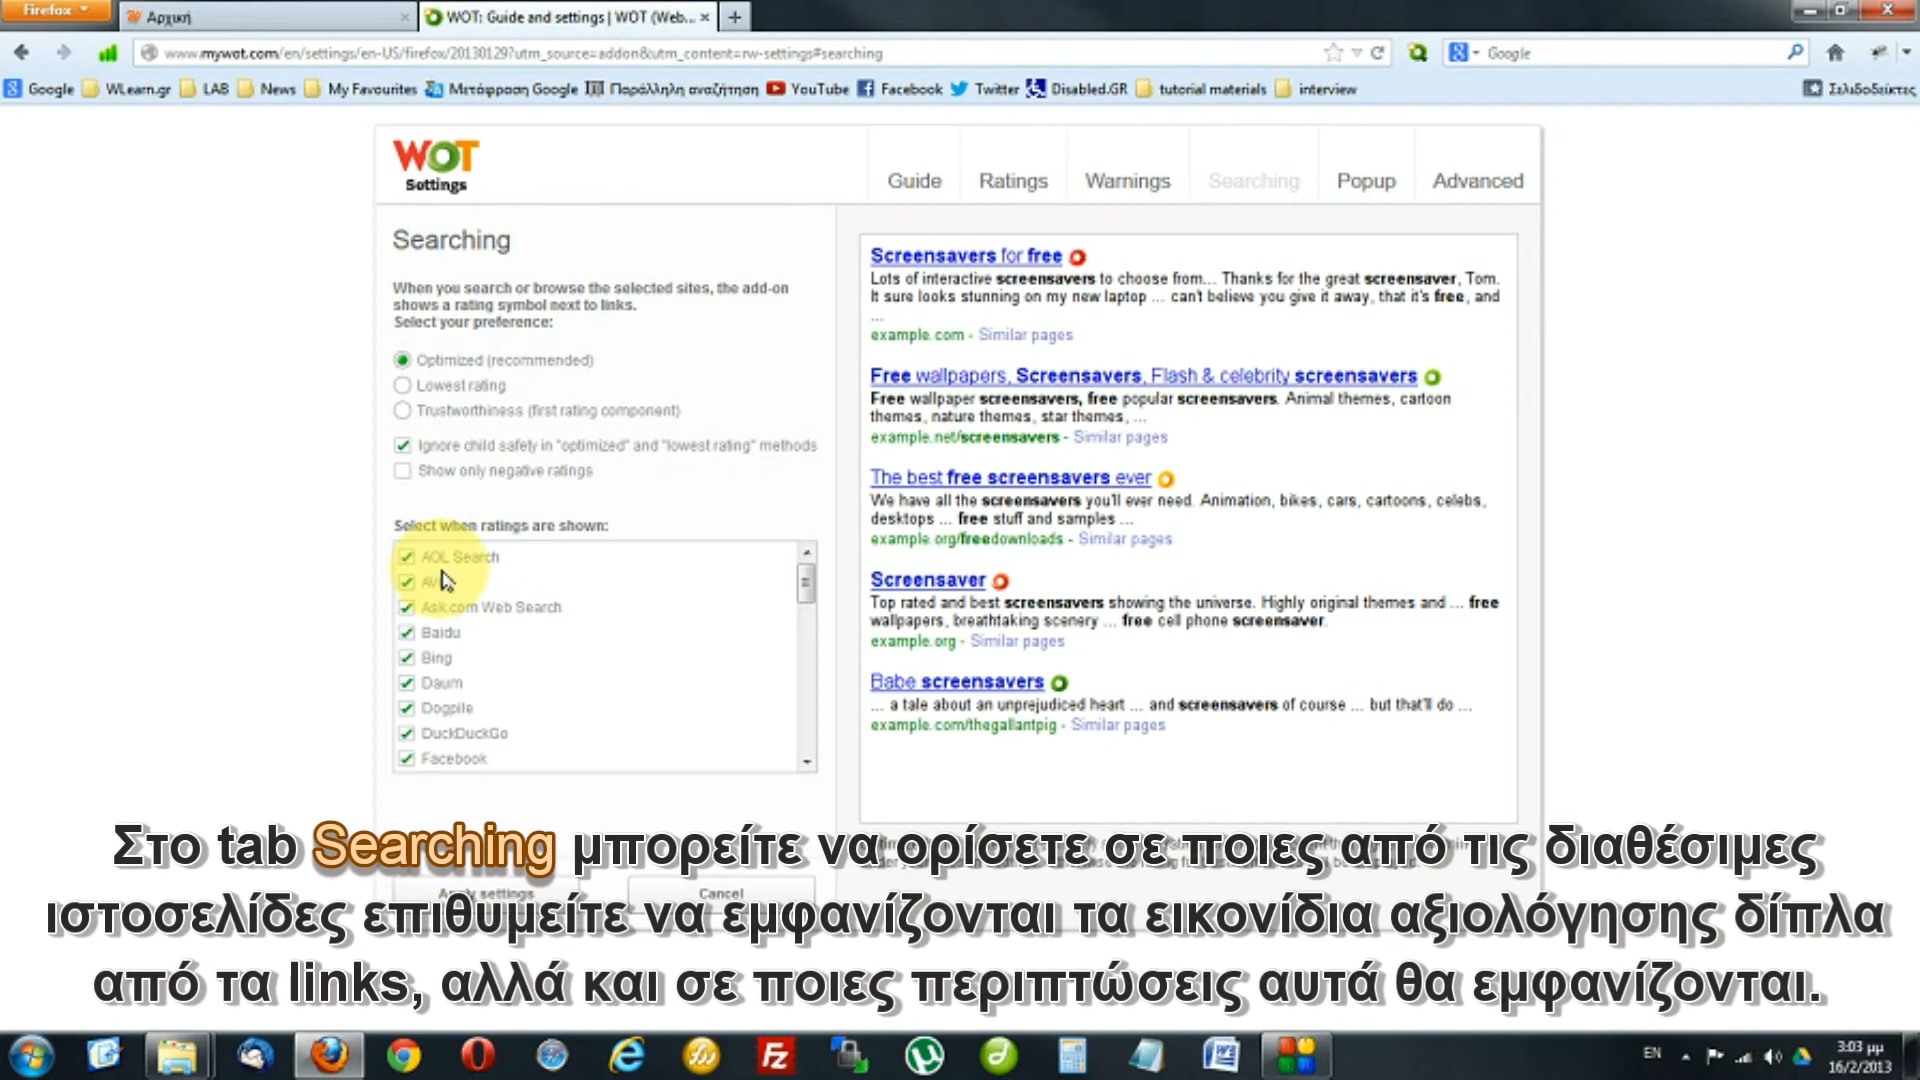 Firefox
Αρχική
WOT: Guide and settings | WOT (Web...
www.mywot.com/en/settings/en-US/firefox/20130129?utm_source=addon&utm_content=rw-settings#searching
Google
Google WLearn.gr LAB News My Favourites Μετάφραση Google Παράλληλη αναζήτηση YouTube Facebook Twitter Disabled.GR tutorial materials interview Σελιδοδείκτες
WOT
Settings
Guide Ratings Warnings Searching Popup Advanced
Searching
When you search or browse the selected sites, the add-on
shows a rating symbol next to links.
Select your preference:
Optimized (recommended)
Lowest rating
Trustworthiness (first rating component)
Ignore child safety in "optimized" and "lowest rating" methods
Show only negative ratings
Select when ratings are shown:
AOL Search
Ask.com Web Search
Baidu
Bing
Daum
Dogpile
DuckDuckGo
Facebook
Apply settings
Cancel
Screensavers for free
Lots of interactive screensavers to choose from... Thanks for the great screensaver, Tom.
It sure looks stunning on my new laptop ... can't believe you give it away, that it's free, and
...
example.com - Similar pages
Free wallpapers, Screensavers, Flash & celebrity screensavers
Free wallpaper screensavers, free popular screensavers. Animal themes, cartoon
themes, nature themes, star themes, ...
example.net/screensavers - Similar pages
The best free screensavers ever
We have all the screensavers you'll ever need. Animation, bikes, cars, cartoons, celebs,
desktops ... free stuff and samples ...
example.org/freedownloads - Similar pages
Screensaver
Top rated and best screensavers showing the universe. Highly original themes and ... free
wallpapers, breathtaking scenery ... free cell phone screensaver.
example.org - Similar pages
Babe screensavers
... a tale about an unprejudiced heart ... and screensavers of course ... but that'll do ...
example.com/thegallantpig - Similar pages
Στο tab Searching μπορείτε να ορίσετε σε ποιες από τις διαθέσιμες
ιστοσελίδες επιθυμείτε να εμφανίζονται τα εικονίδια αξιολόγησης δίπλα
από τα links, αλλά και σε ποιες περιπτώσεις αυτά θα εμφανίζονται.
EN
3:03 μμ
16/2/2013